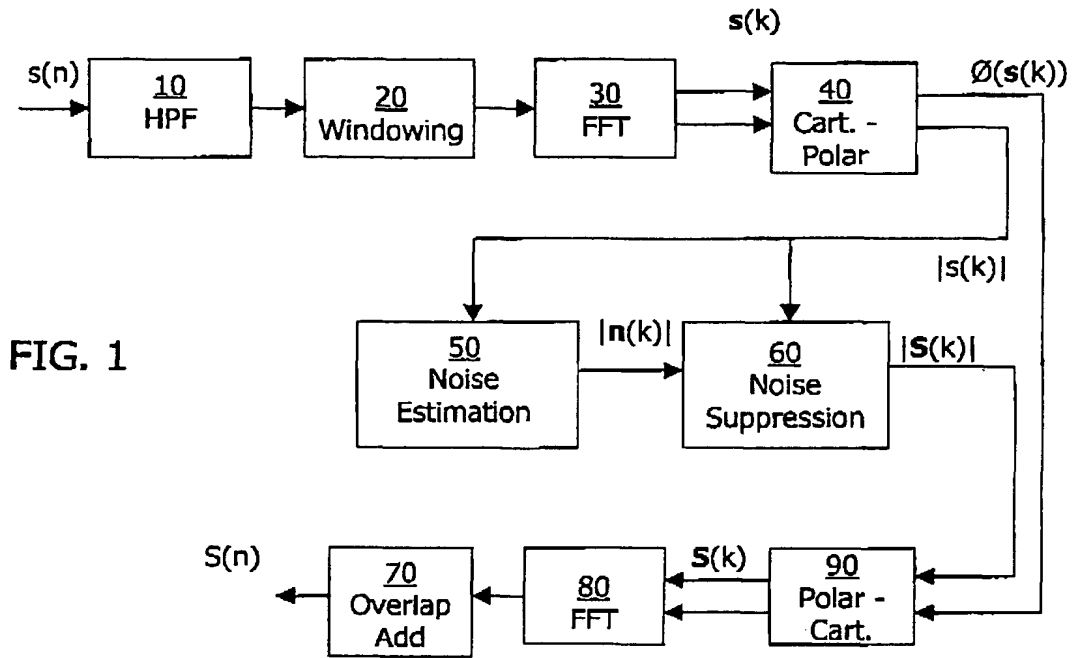 s(k)
s(n)
10
HPF
20
Windowing
30
FFT
40
Cart. -
Polar
Ø(s(k))
|s(k)|
FIG. 1
50
Noise
Estimation
|n(k)|
60
Noise
Suppression
|S(k)|
S(n)
70
Overlap
Add
80
FFT
S(k)
90
Polar -
Cart.